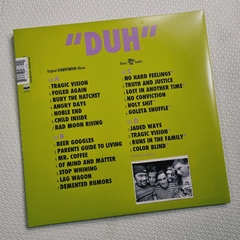 "DUH"
A
TRAGIC VISION
FOILED AGAIN
BURY THE HATCHET
ANGRY DAYS
NOBLE END
CHILD INSIDE
BAD MOON RISING
B
BEER GOGGLES
PARENTS GUIDE TO LIVING
MR. COFFEE
OF MIND AND MATTER
STOP WHINING
LAG WAGON
DEMENTED RUMORS
NO HARD FEELINGS
TRUTH AND JUSTICE
LOST IN ANOTHER TIME
NO CONVICTION
HOLY SHIT
GOLETA SHUFFLE
D
JADED WAYS
TRAGIC VISION
RUNS IN THE FAMILY
COLOR BLIND